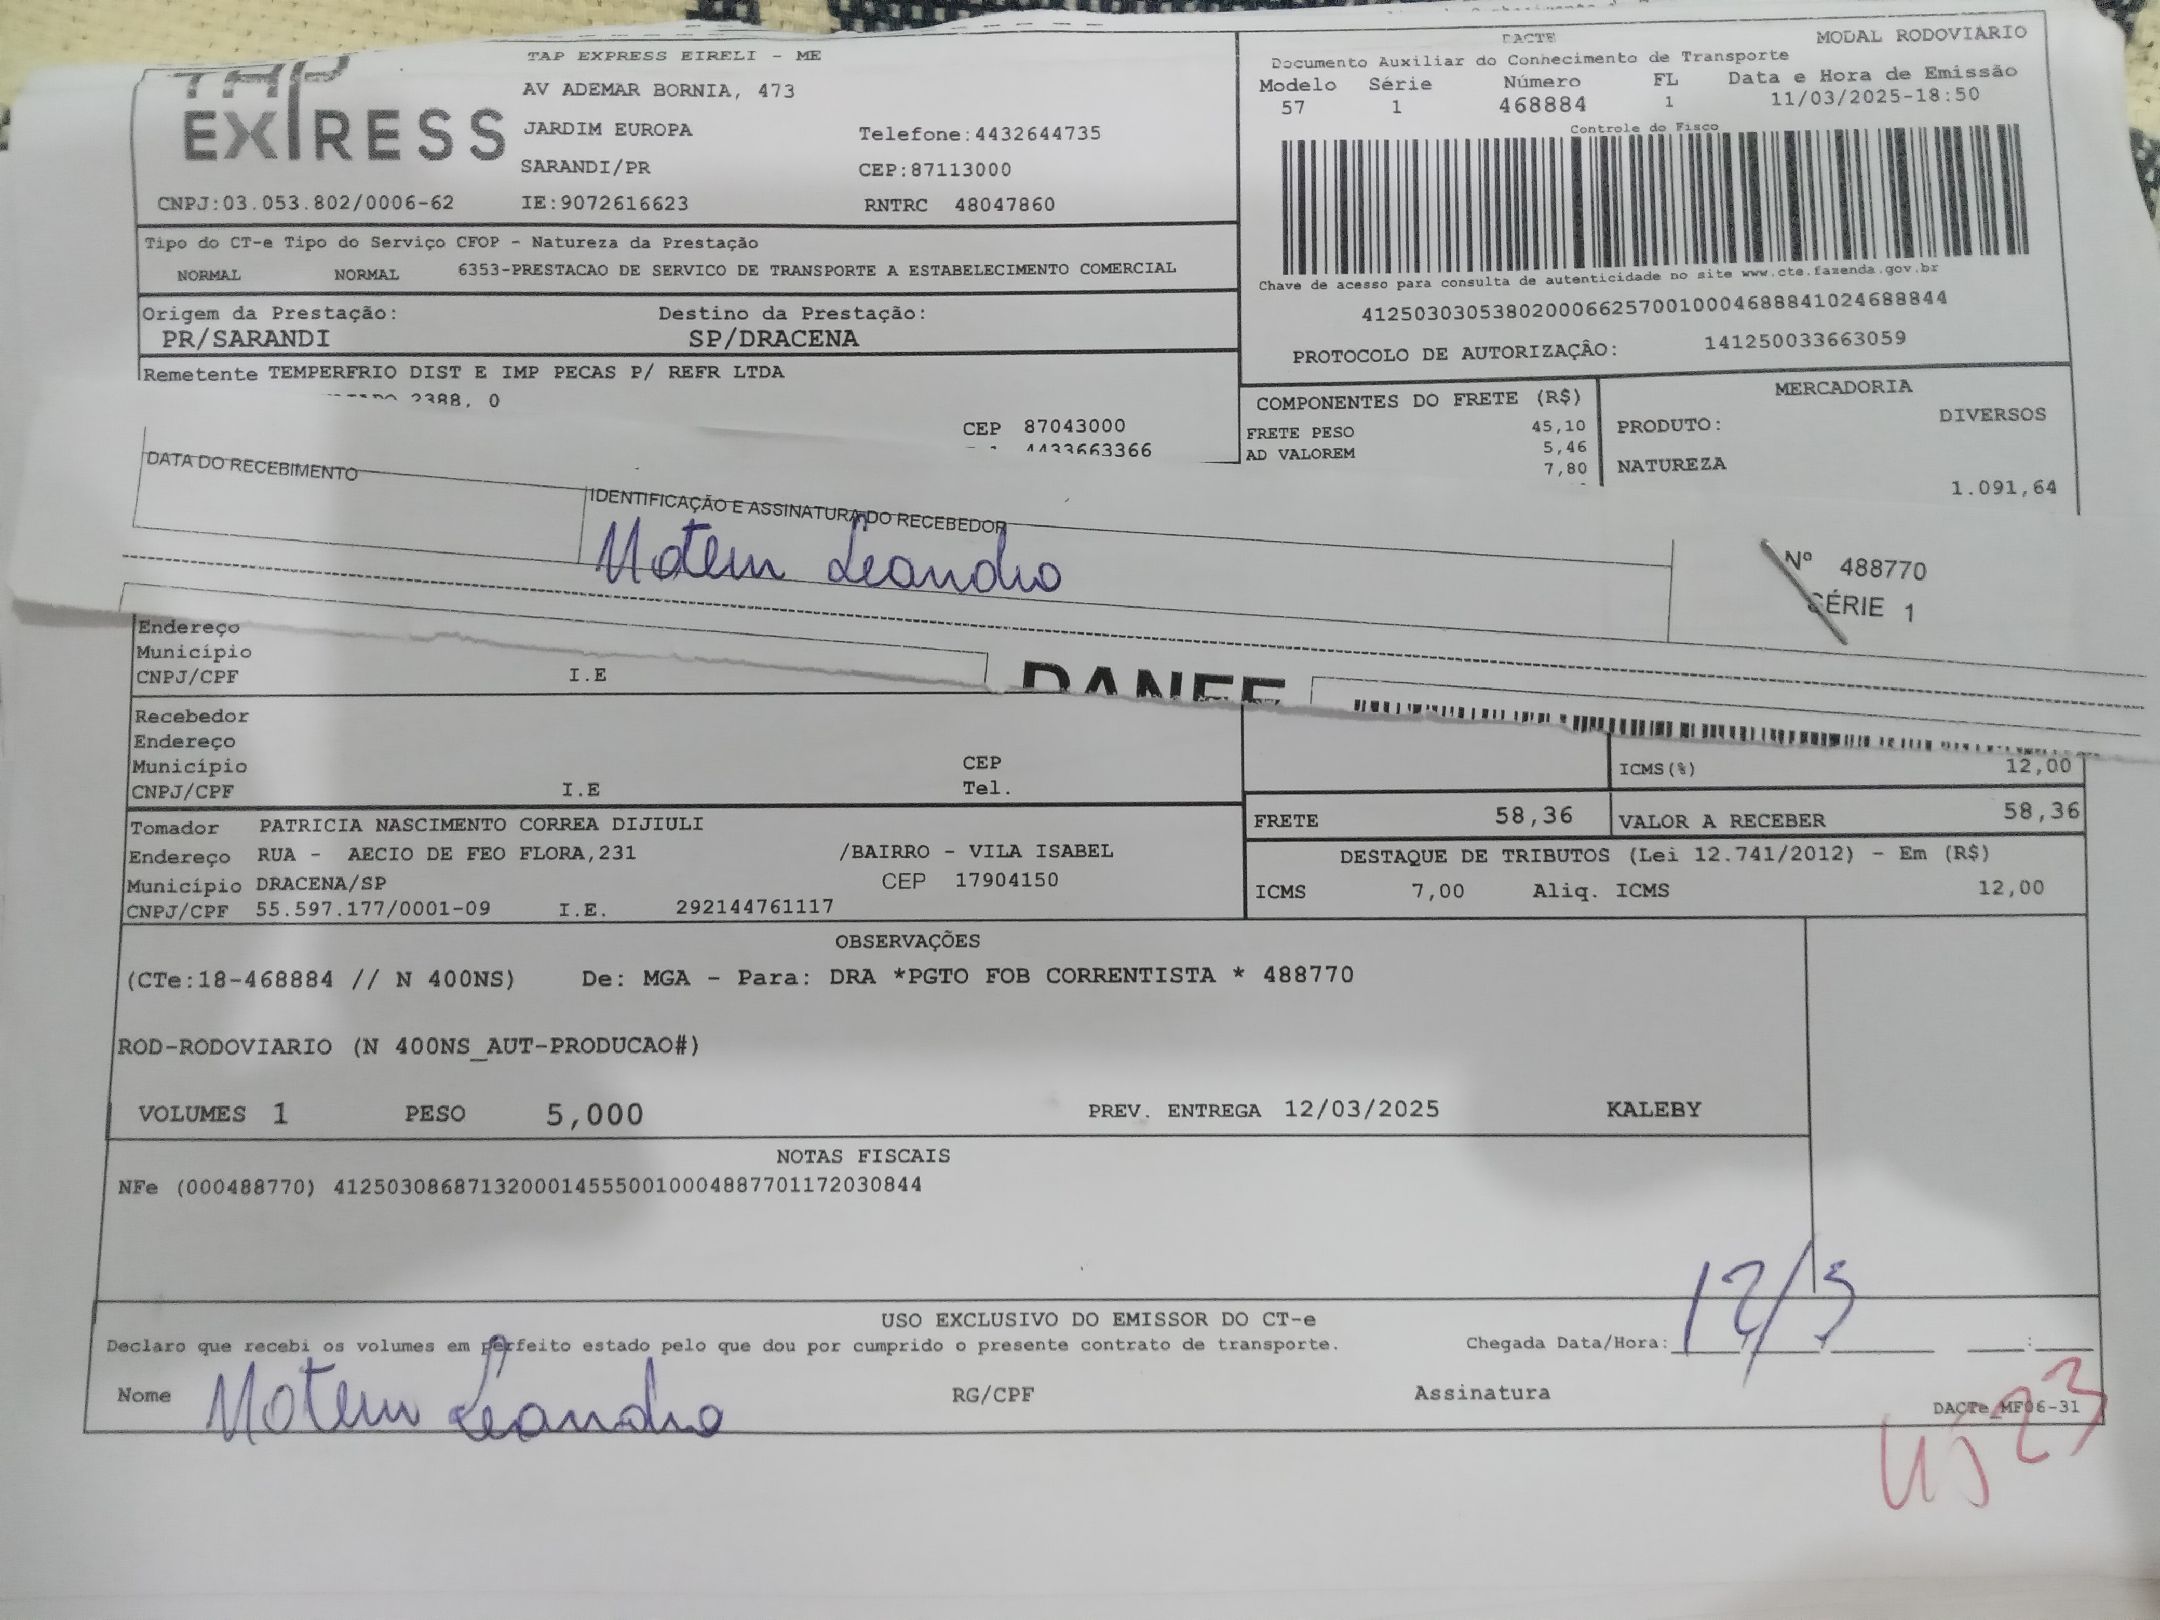 TAP EXPRESS
TAP EXPRESS EIRELI - ME
AV ADEMAR BORNIA, 473
JARDIM EUROPA Telefone:4432644735
SARANDI/PR CEP:87113000
CNPJ:03.053.802/0006-62 IE:9072616623 RNTRC 48047860
DACTE MODAL RODOVIARIO
Documento Auxiliar do Conhecimento de Transporte
Modelo Série Número FL Data e Hora de Emissão
57 1 468884 1 11/03/2025-18:50
Controle do Fisco
Chave de acesso para consulta de autenticidade no site www.cte.fazenda.gov.br
41250303053802000662570010004688841024688844
PROTOCOLO DE AUTORIZAÇÃO: 141250033663059
Tipo do CT-e Tipo do Serviço CFOP - Natureza da Prestação
NORMAL NORMAL 6353-PRESTACAO DE SERVICO DE TRANSPORTE A ESTABELECIMENTO COMERCIAL
Origem da Prestação: Destino da Prestação:
PR/SARANDI SP/DRACENA
Remetente TEMPERFRIO DIST E IMP PECAS P/ REFR LTDA
2388, 0
CEP 87043000
4433663366
COMPONENTES DO FRETE (R$)
FRETE PESO 45,10
AD VALOREM 5,46
7,80
MERCADORIA
PRODUTO: DIVERSOS
NATUREZA
1.091,64
DATA DO RECEBIMENTO
IDENTIFICAÇÃO E ASSINATURA DO RECEBEDOR
Leandro
Nº 488770
SÉRIE 1
DANFE
Endereço
Município
CNPJ/CPF I.E
Recebedor
Endereço
Município CEP
CNPJ/CPF I.E Tel.
ICMS(%) 12,00
FRETE 58,36 VALOR A RECEBER 58,36
Tomador PATRICIA NASCIMENTO CORREA DIJIULI
Endereço RUA - AECIO DE FEO FLORA,231 /BAIRRO - VILA ISABEL
Município DRACENA/SP CEP 17904150
CNPJ/CPF 55.597.177/0001-09 I.E. 292144761117
DESTAQUE DE TRIBUTOS (Lei 12.741/2012) - Em (R$)
ICMS 7,00 Aliq. ICMS 12,00
OBSERVAÇÕES
(CTe:18-468884 // N 400NS) De: MGA - Para: DRA *PGTO FOB CORRENTISTA * 488770
ROD-RODOVIARIO (N 400NS_AUT-PRODUCAO#)
VOLUMES 1 PESO 5,000 PREV. ENTREGA 12/03/2025 KALEBY
NOTAS FISCAIS
NFe (000488770) 41250308687132000145550010004887701172030844
USO EXCLUSIVO DO EMISSOR DO CT-e
Declaro que recebi os volumes em perfeito estado pelo que dou por cumprido o presente contrato de transporte. Chegada Data/Hora: 12/3
Nome Leandro RG/CPF Assinatura
DACTe_MF06-31